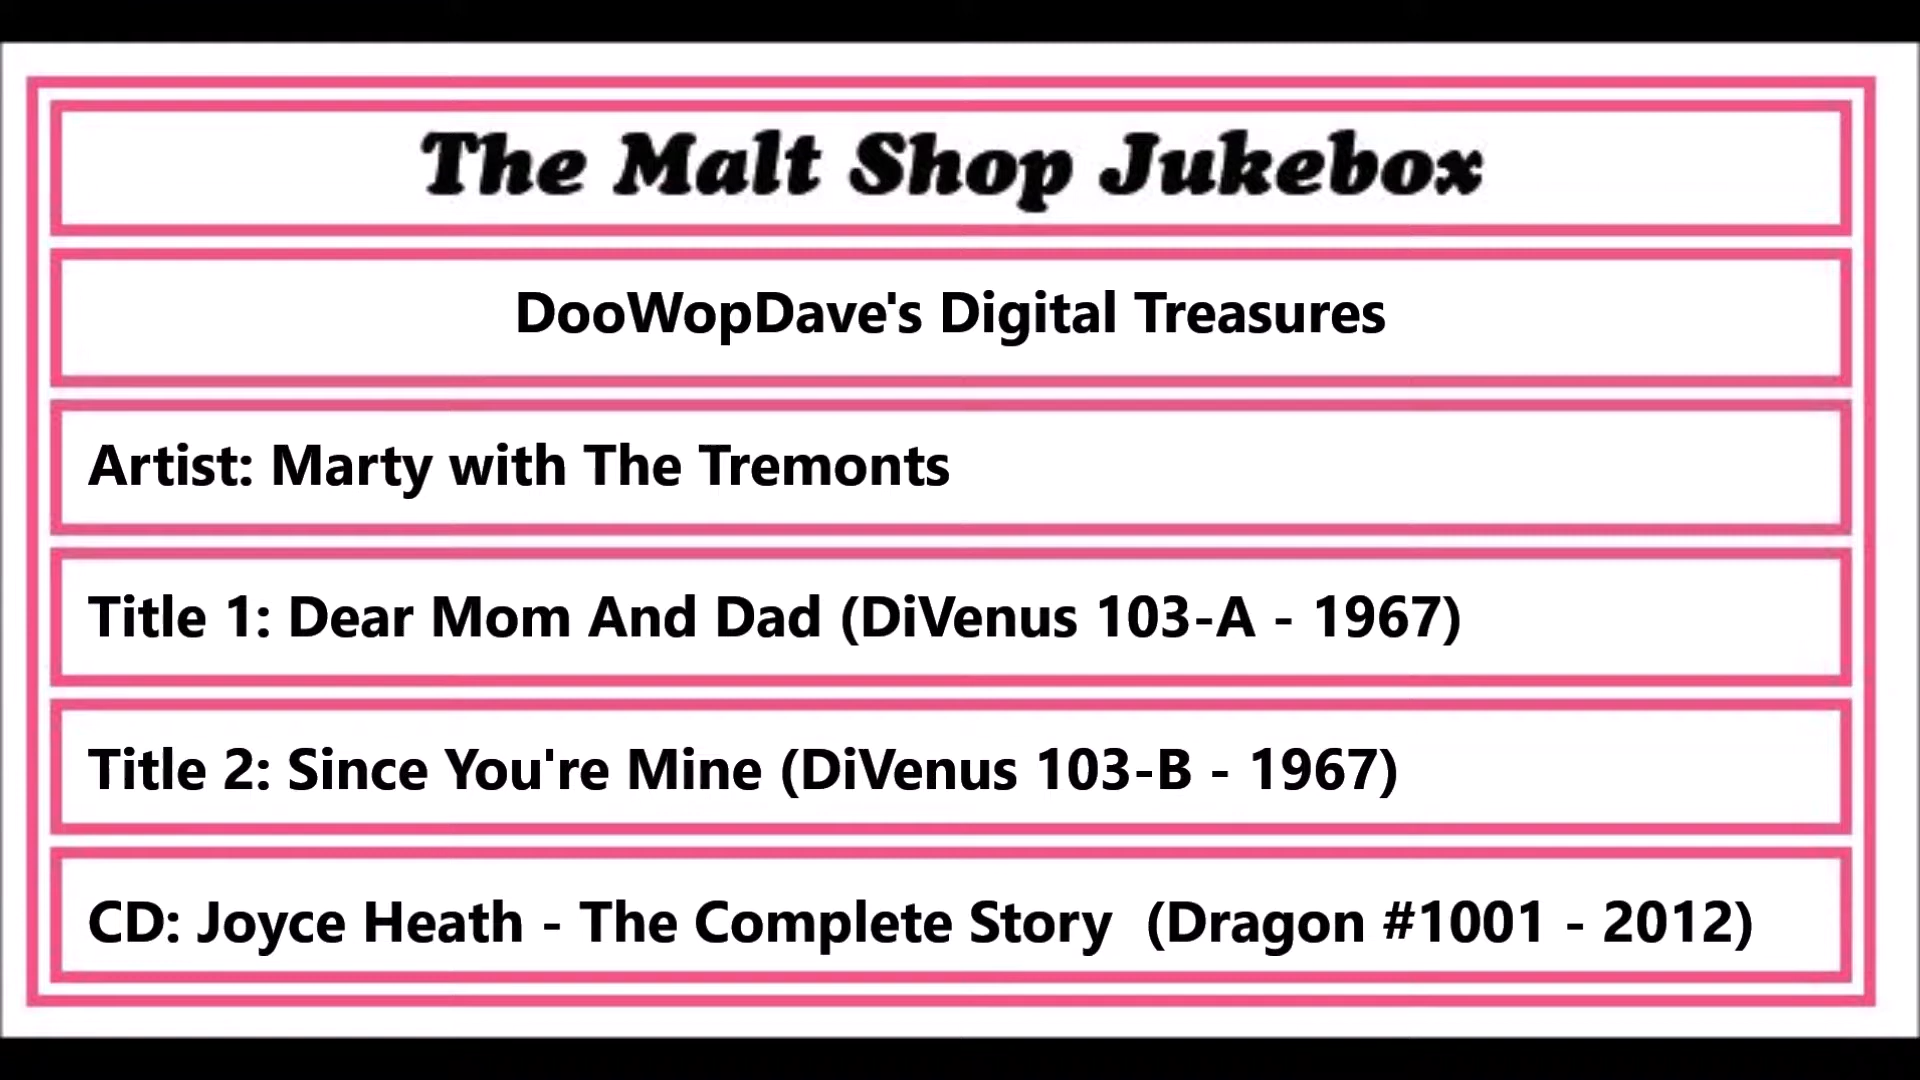 The Malt Shop Jukebox
DooWopDave's Digital Treasures
Artist: Marty with The Tremonts
Title 1: Dear Mom And Dad (DiVenus 103-A - 1967)
Title 2: Since You're Mine (DiVenus 103-B - 1967)
CD: Joyce Heath - The Complete Story  (Dragon #1001 - 2012)